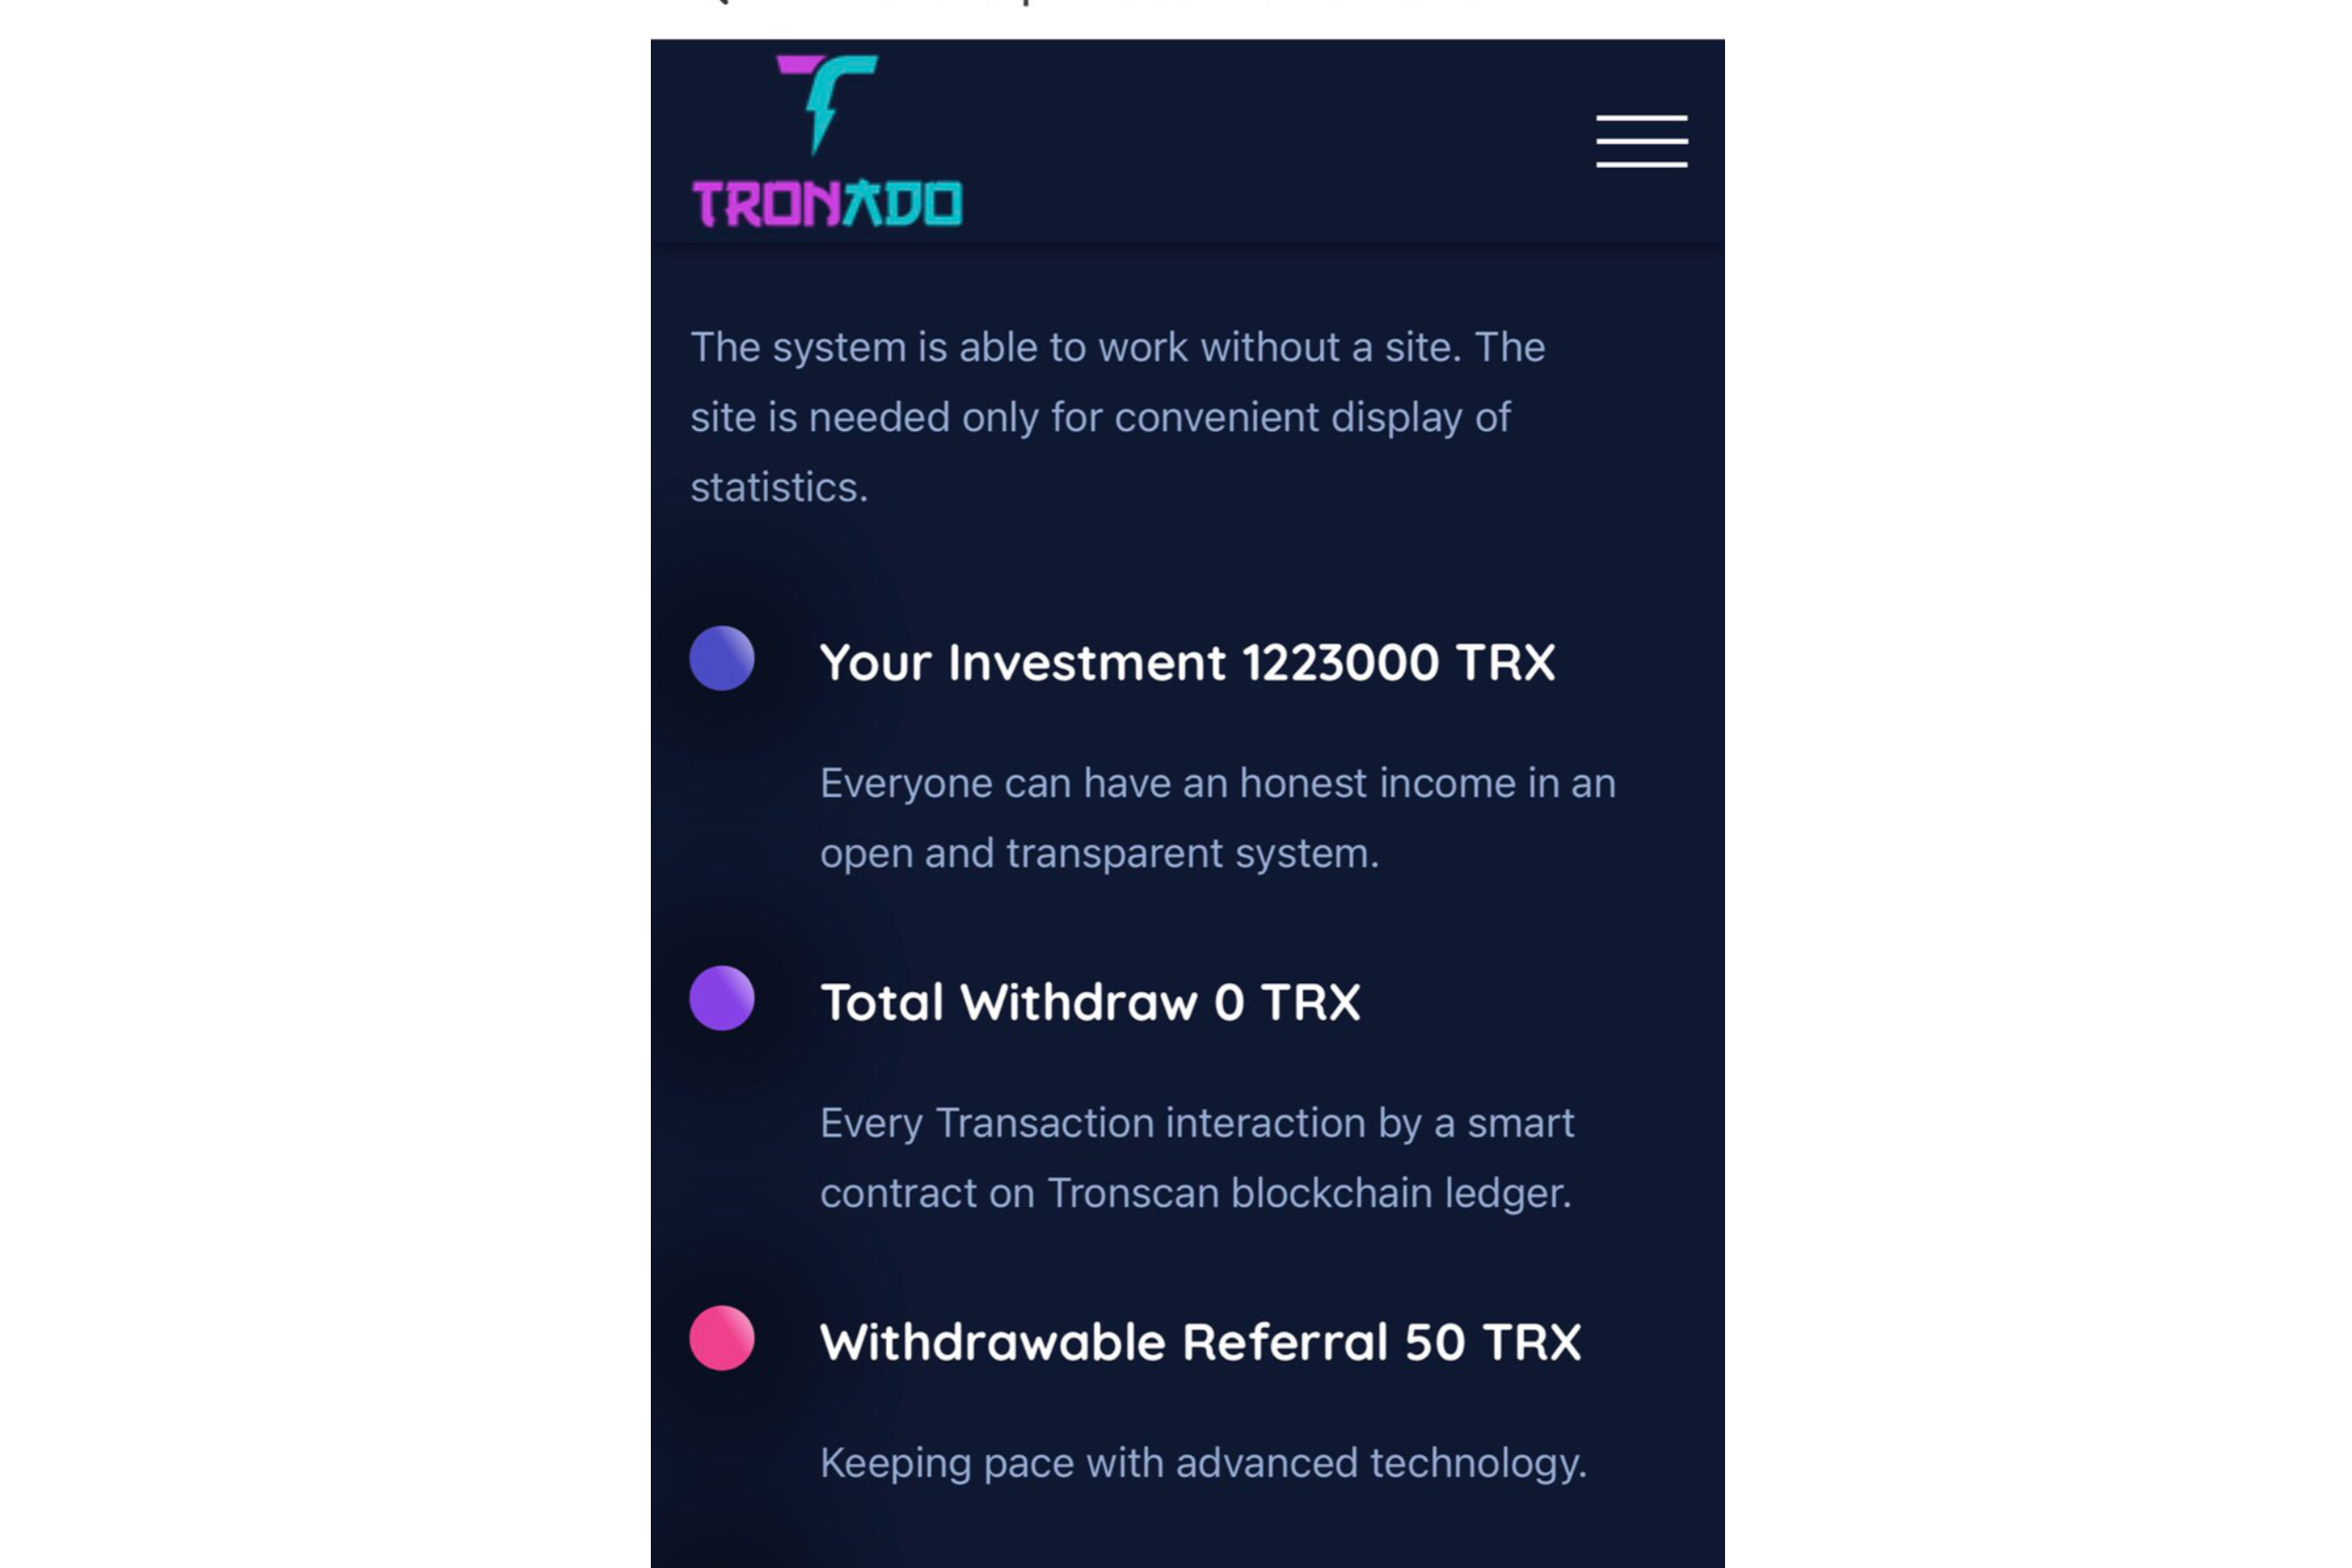 TRONADO
The system is able to work without a site. The
site is needed only for convenient display of
statistics.
Your Investment 1223000 TRX
Everyone can have an honest income in an
open and transparent system.
Total Withdraw 0 TRX
Every Transaction interaction by a smart
contract on Tronscan blockchain ledger.
Withdrawable Referral 50 TRX
Keeping pace with advanced technology.